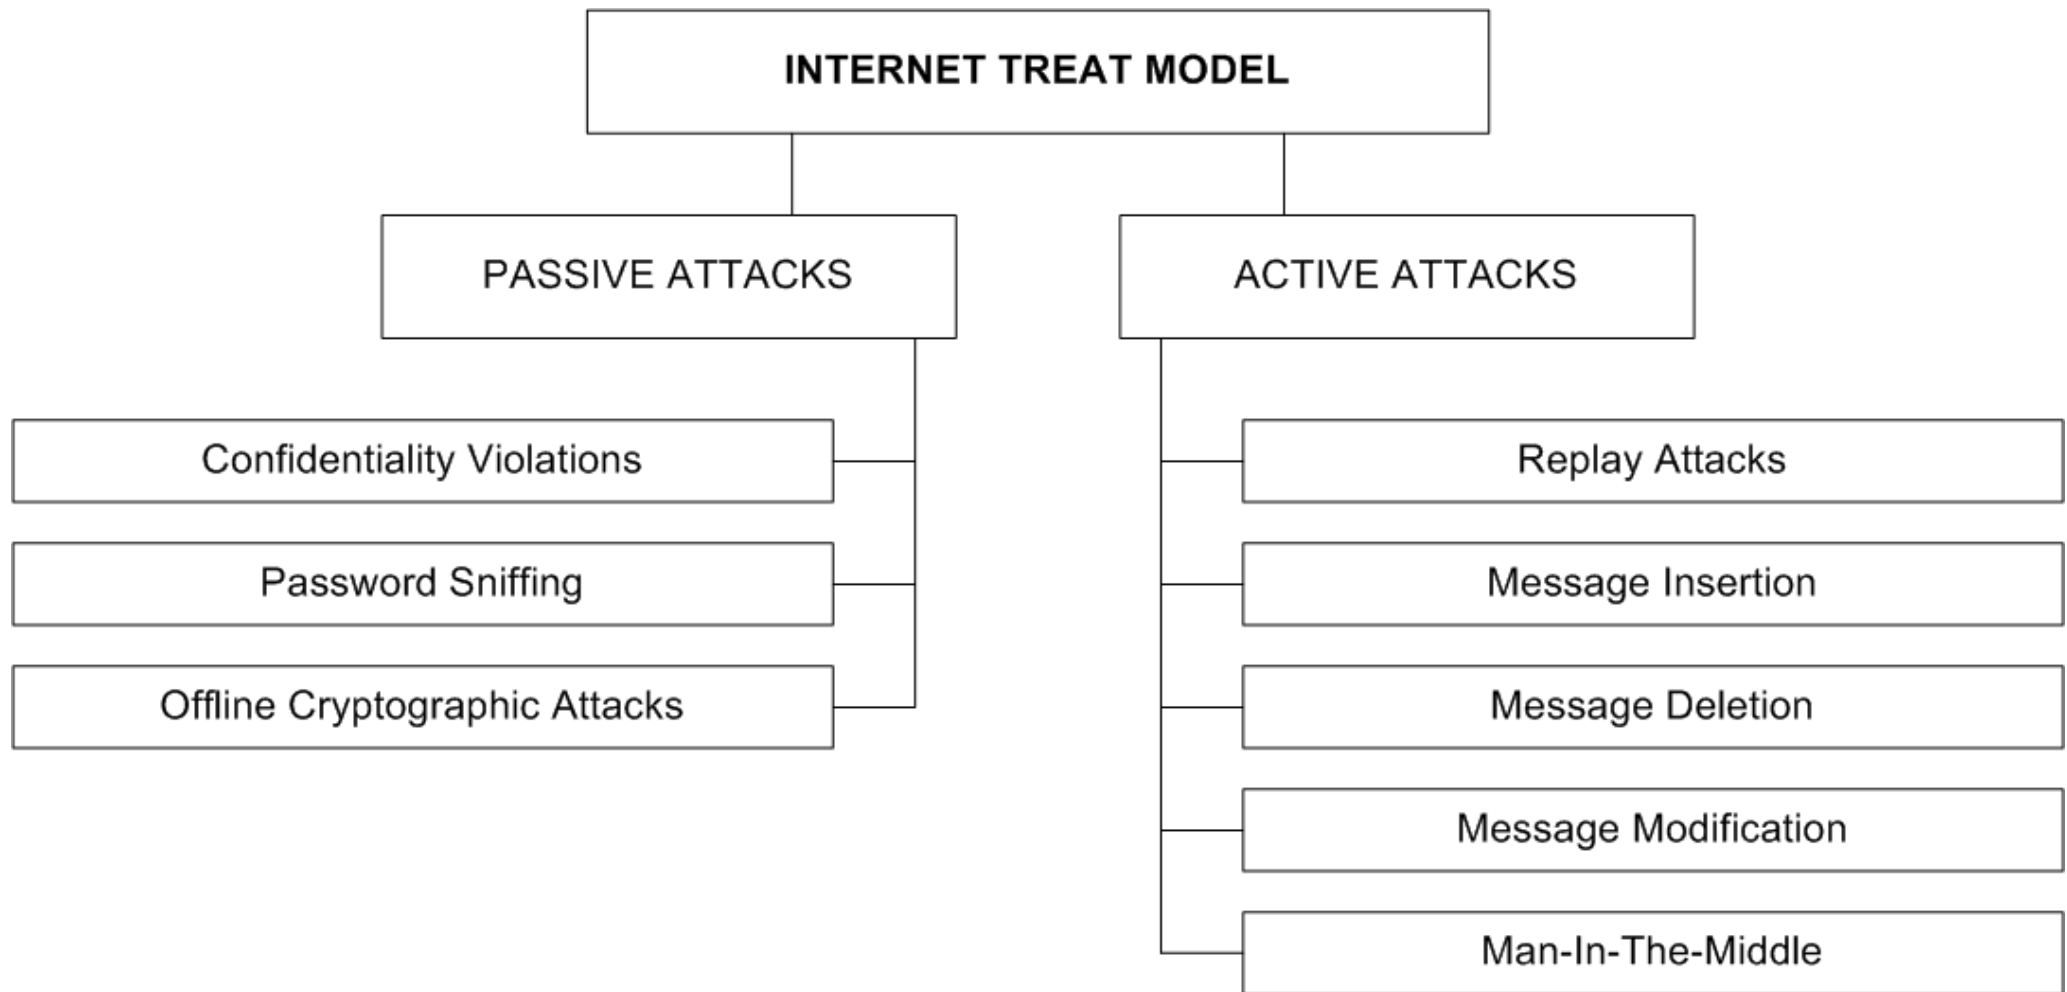 INTERNET TREAT MODEL
PASSIVE ATTACKS
ACTIVE ATTACKS
Confidentiality Violations
Password Sniffing
Offline Cryptographic Attacks
Replay Attacks
Message Insertion
Message Deletion
Message Modification
Man-In-The-Middle